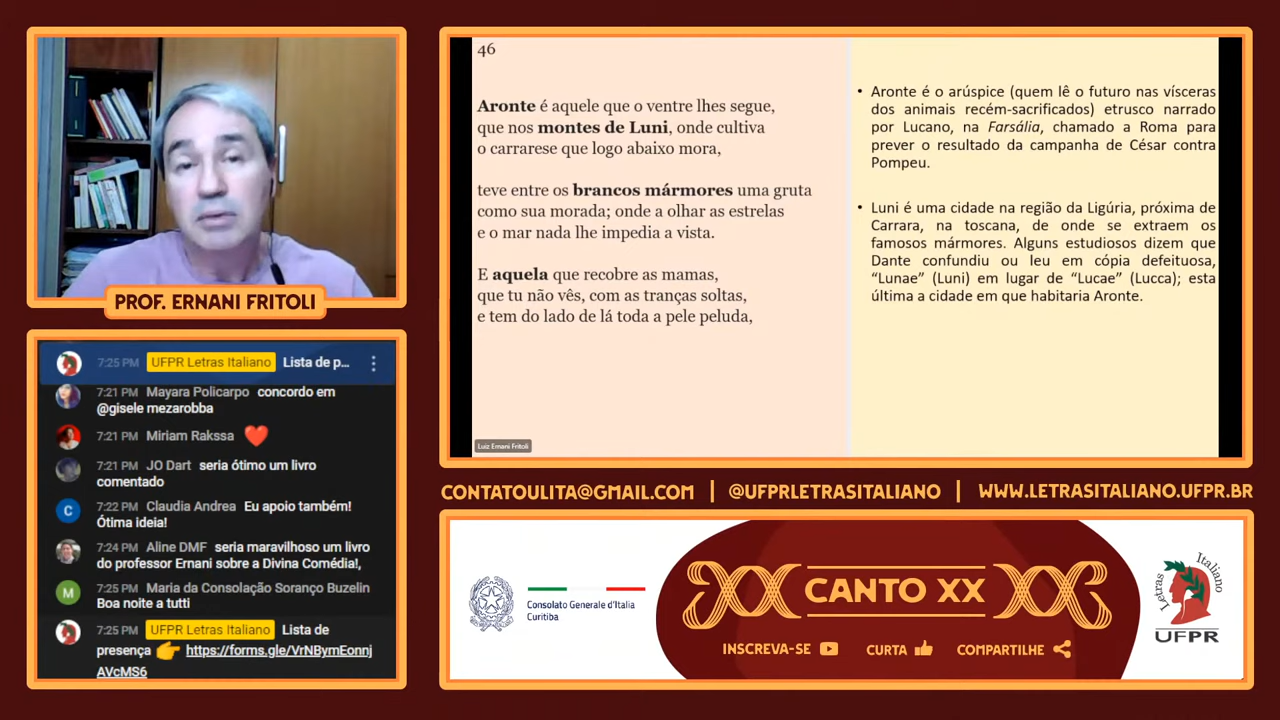 PROF. ERNANI FRITOLI
7:25 PM UFPR Letras Italiano Lista de p...
7:21 PM Mayara Policarpo concordo em
@gisele mezarobba
7:21 PM Miriam Rakssa ❤️
7:21 PM JO Dart seria ótimo um livro
comentado
C
7:22 PM Claudia Andrea Eu apoio também!
Ótima ideia!
7:24 PM Aline DMF seria maravilhoso um livro
do professor Ernani sobre a Divina Comédia!,
M
7:25 PM Maria da Consolação Soranço Buzelin
Boa noite a tutti
7:25 PM UFPR Letras Italiano Lista de
presença 👉 https://forms.gle/VrNBymEonnj
AVcMS6
46
Aronte é aquele que o ventre lhes segue,
que nos montes de Luni, onde cultiva
o carrarese que logo abaixo mora,
teve entre os brancos mármores uma gruta
como sua morada; onde a olhar as estrelas
e o mar nada lhe impedia a vista.
E aquela que recobre as mamas,
que tu não vês, com as tranças soltas,
e tem do lado de lá toda a pele peluda,
Luiz Ernani Fritoli
• Aronte é o arúspice (quem lê o futuro nas vísceras
dos animais recém-sacrificados) etrusco narrado
por Lucano, na Farsália, chamado a Roma para
prever o resultado da campanha de César contra
Pompeu.
• Luni é uma cidade na região da Ligúria, próxima de
Carrara, na toscana, de onde se extraem os
famosos mármores. Alguns estudiosos dizem que
Dante confundiu ou leu em cópia defeituosa,
“Lunae” (Luni) em lugar de “Lucae” (Lucca); esta
última a cidade em que habitaria Aronte.
CONTATOULITA@GMAIL.COM | @UFPRLETRASITALIANO | WWW.LETRASITALIANO.UFPR.BR
Consolato Generale d'Italia
Curitiba
XX CANTO XX XX
INSCREVA-SE CURTA COMPARTILHE
Letras Italiano
UFPR